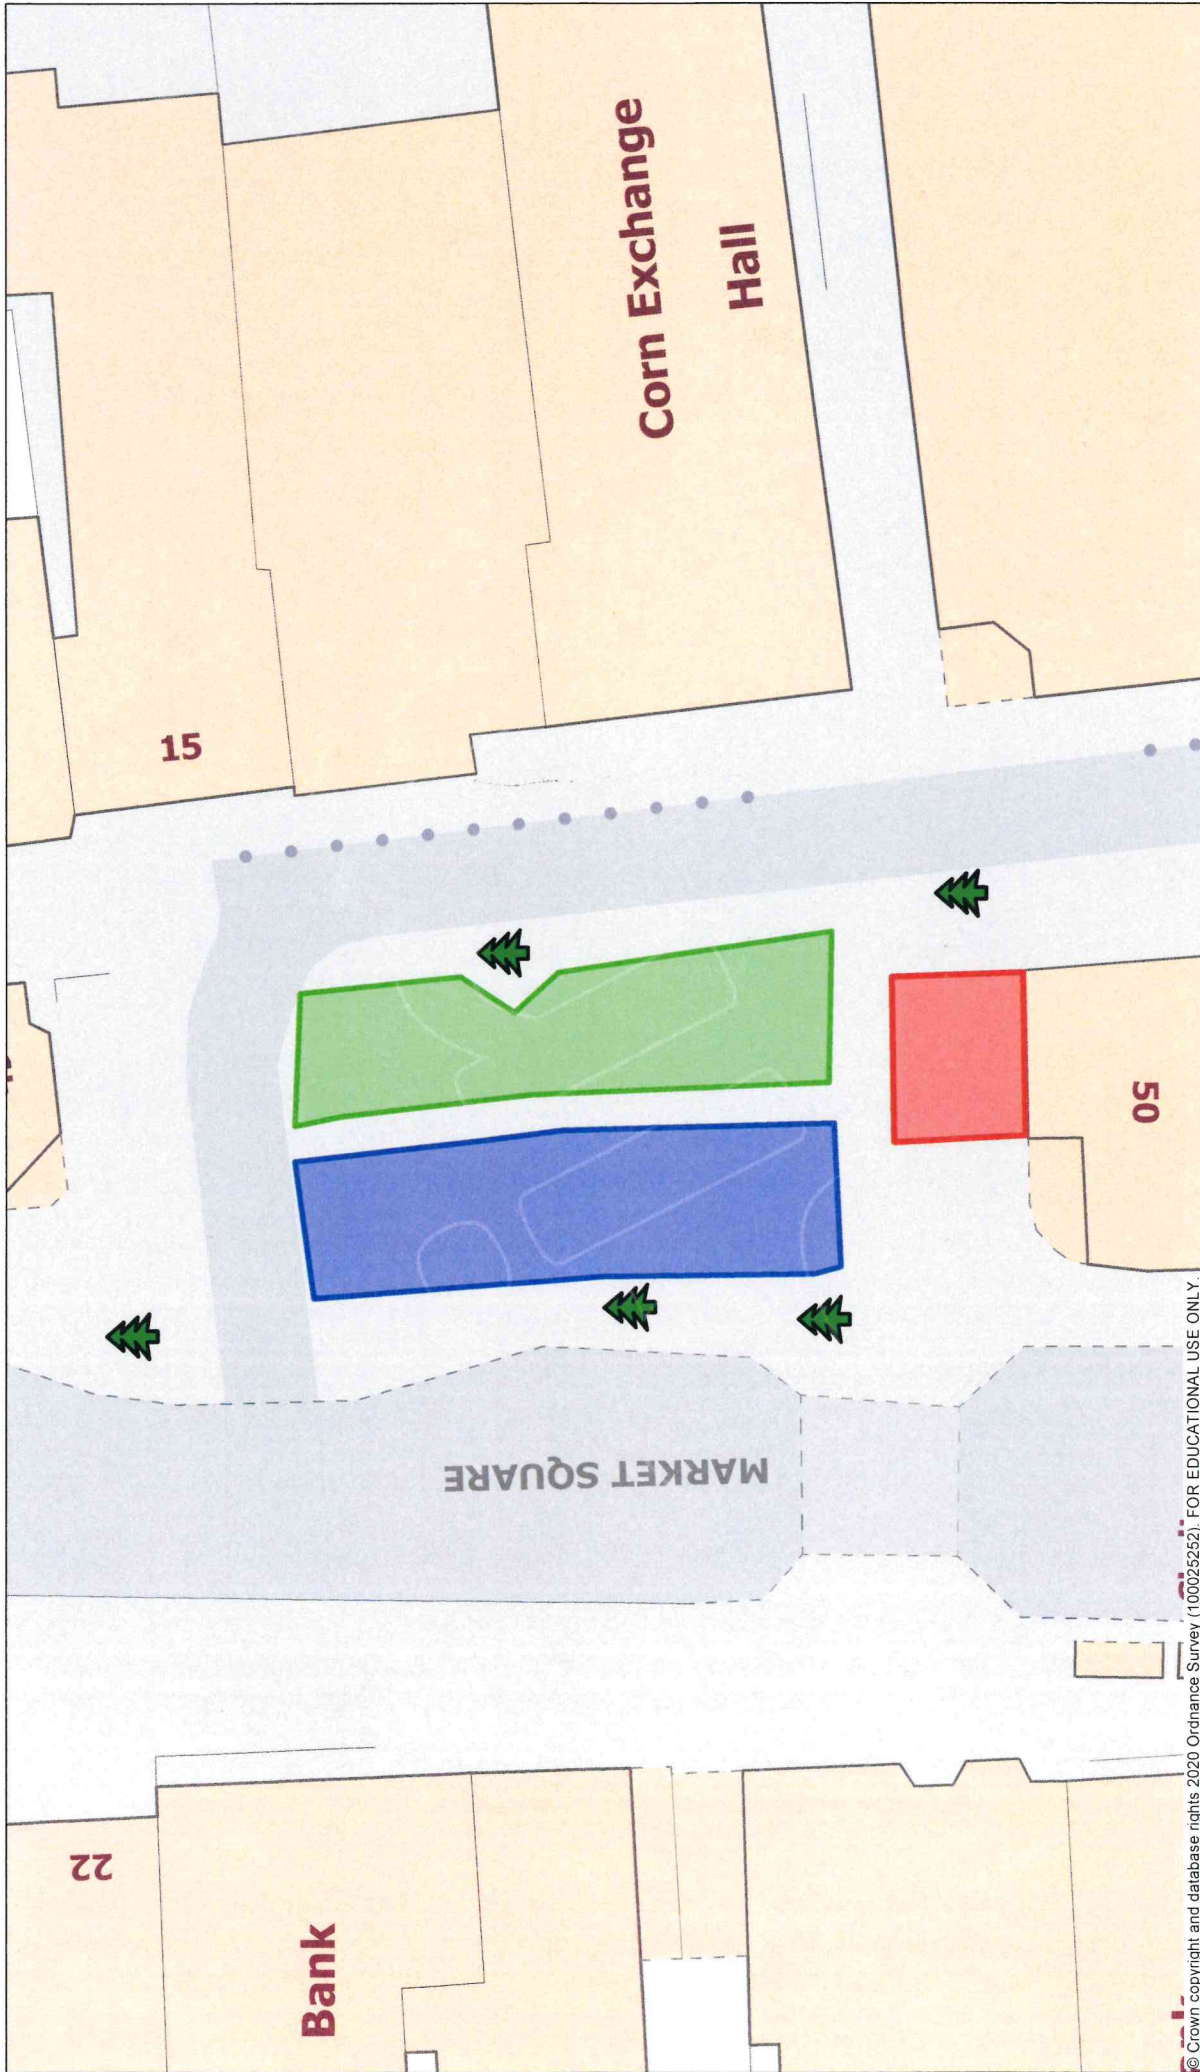 Corn Exchange
Hall
15
50
MARKET SQUARE
22
Bank
© Crown copyright and database rights 2020 Ordnance Survey (100025252). FOR EDUCATIONAL USE ONLY.